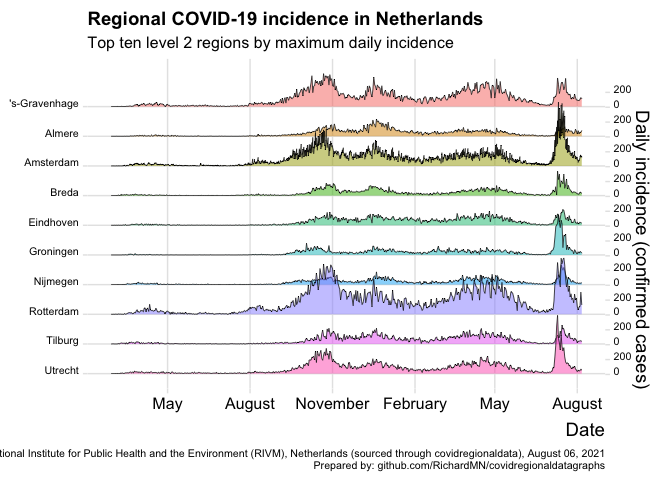 Regional COVID-19 incidence in Netherlands
Top ten level 2 regions by maximum daily incidence
's-Gravenhage
Almere
Amsterdam
Breda
Eindhoven
Groningen
Nijmegen
Rotterdam
Tilburg
Utrecht
200
0
200
0
200
0
200
0
200
0
200
0
200
0
200
0
200
0
200
0
Daily incidence (confirmed cases)
May August November February May August
Date
Institute for Public Health and the Environment (RIVM), Netherlands (sourced through covidregionaldata), August 06, 2021
Prepared by: github.com/RichardMN/covidregionaldatagraphs